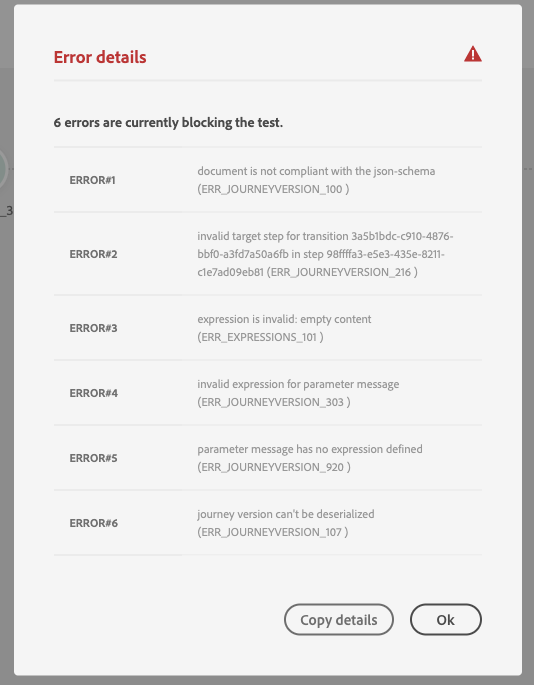 Error details
6 errors are currently blocking the test.
ERROR#1
document is not compliant with the json-schema
(ERR_JOURNEYVERSION_100 )
ERROR#2
invalid target step for transition 3a5b1bdc-c910-4876-
bbf0-a3fd7a50a6fb in step 98ffffa3-e5e3-435e-8211-
c1e7ad09eb81 (ERR_JOURNEYVERSION_216 )
ERROR#3
expression is invalid: empty content
(ERR_EXPRESSIONS_101 )
ERROR#4
invalid expression for parameter message
(ERR_JOURNEYVERSION_303 )
ERROR#5
parameter message has no expression defined
(ERR_JOURNEYVERSION_920 )
ERROR#6
journey version can't be deserialized
(ERR_JOURNEYVERSION_107 )
Copy details
Ok
_3